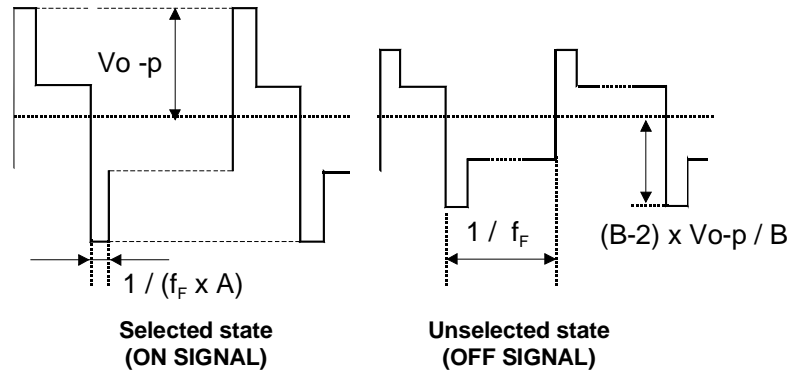 Vo -p
1 / (fF x A)
Selected state
(ON SIGNAL)
1 / fF
(B-2) x Vo-p / B
Unselected state
(OFF SIGNAL)